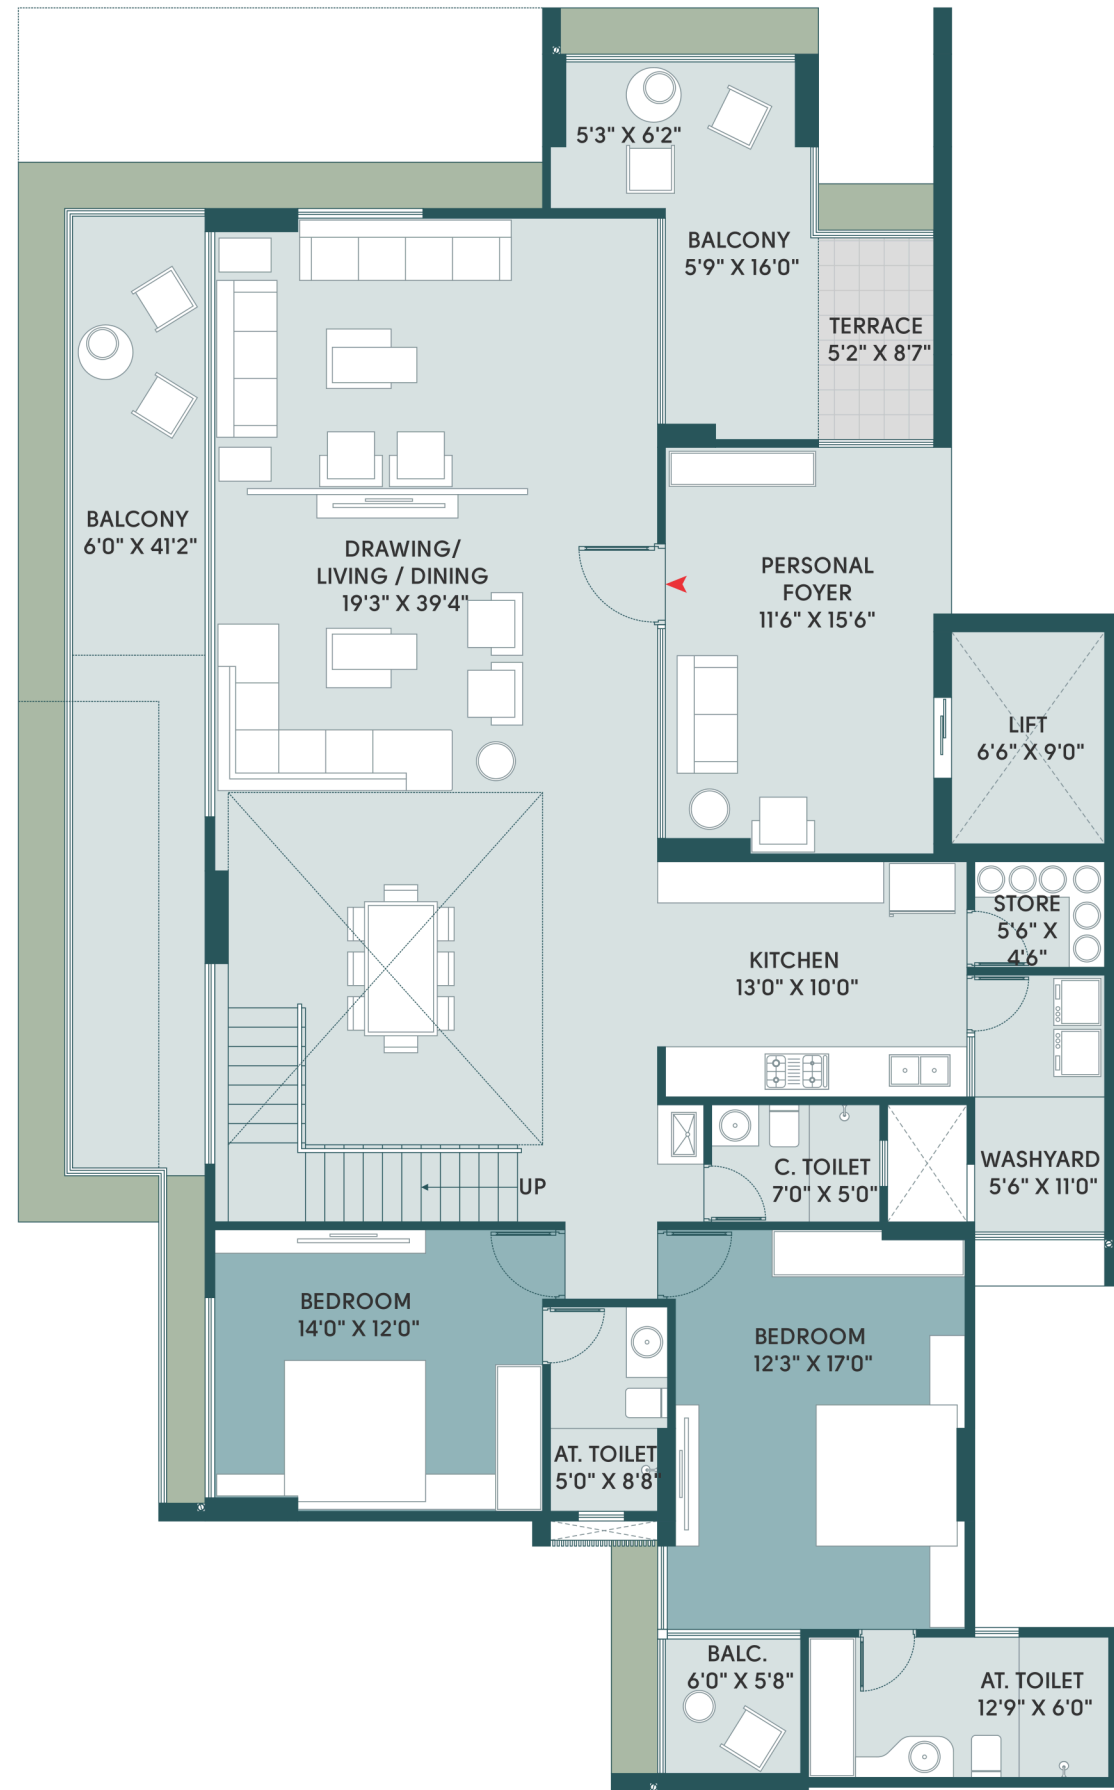 5'3" X 6'2"
BALCONY
5'9" X 16'0"
TERRACE
5'2" X 8'7"
BALCONY
6'0" X 41'2"
DRAWING/
LIVING / DINING
19'3" X 39'4"
PERSONAL
FOYER
11'6" X 15'6"
LIFT
6'6" X 9'0"
STORE
5'6" X
4'6"
KITCHEN
13'0" X 10'0"
C. TOILET
7'0" X 5'0"
WASHYARD
5'6" X 11'0"
UP
BEDROOM
14'0" X 12'0"
BEDROOM
12'3" X 17'0"
AT. TOILET
5'0" X 8'8"
BALC.
6'0" X 5'8"
AT. TOILET
12'9" X 6'0"